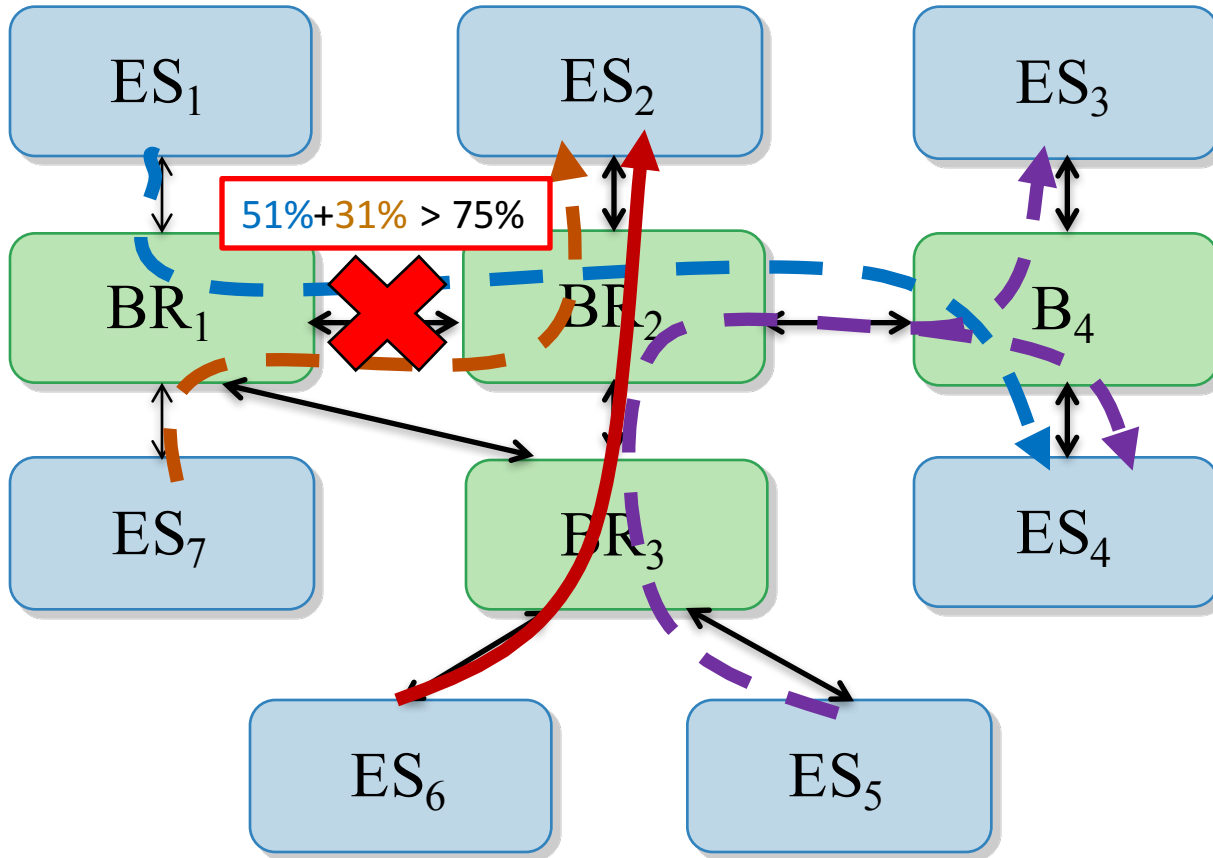 ES₁
ES₂
ES₃
51%+31% > 75%
BR₁
BR₂
B₄
ES₇
BR₃
ES₄
ES₆
ES₅